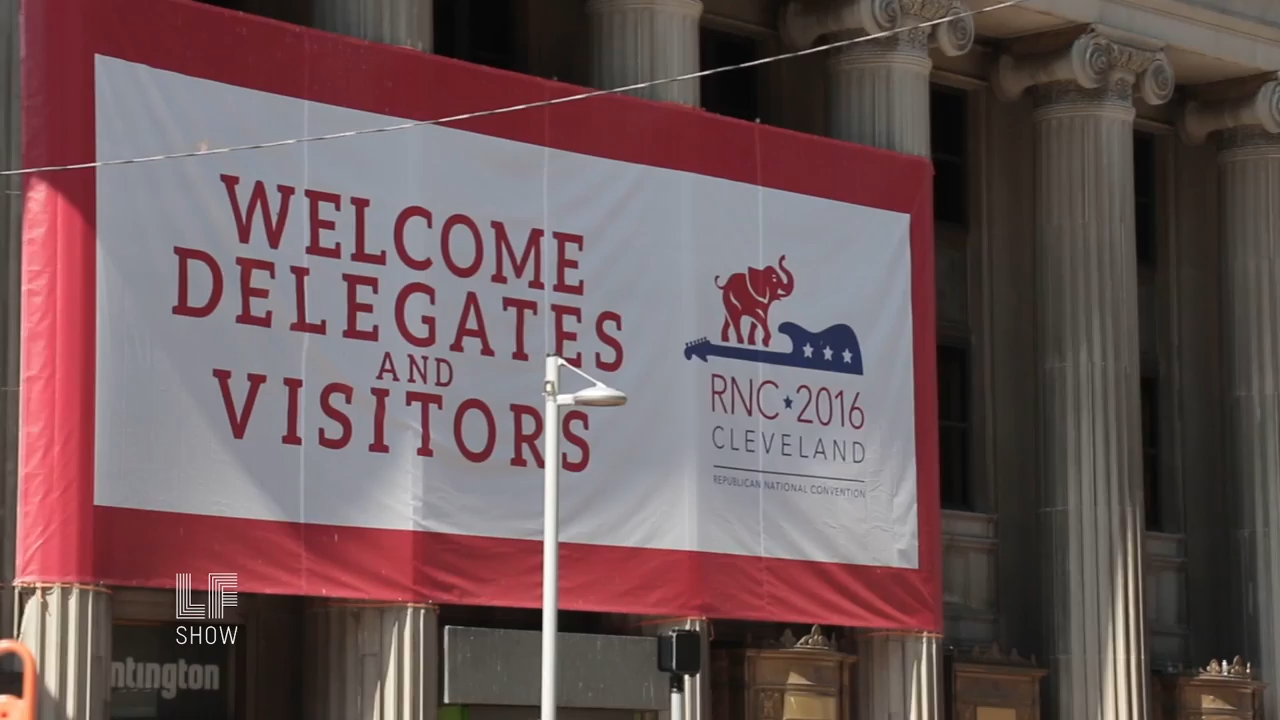 WELCOME
DELEGATES
AND
VISITORS
RNC★2016
CLEVELAND
REPUBLICAN NATIONAL CONVENTION
LF
SHOW
ntington